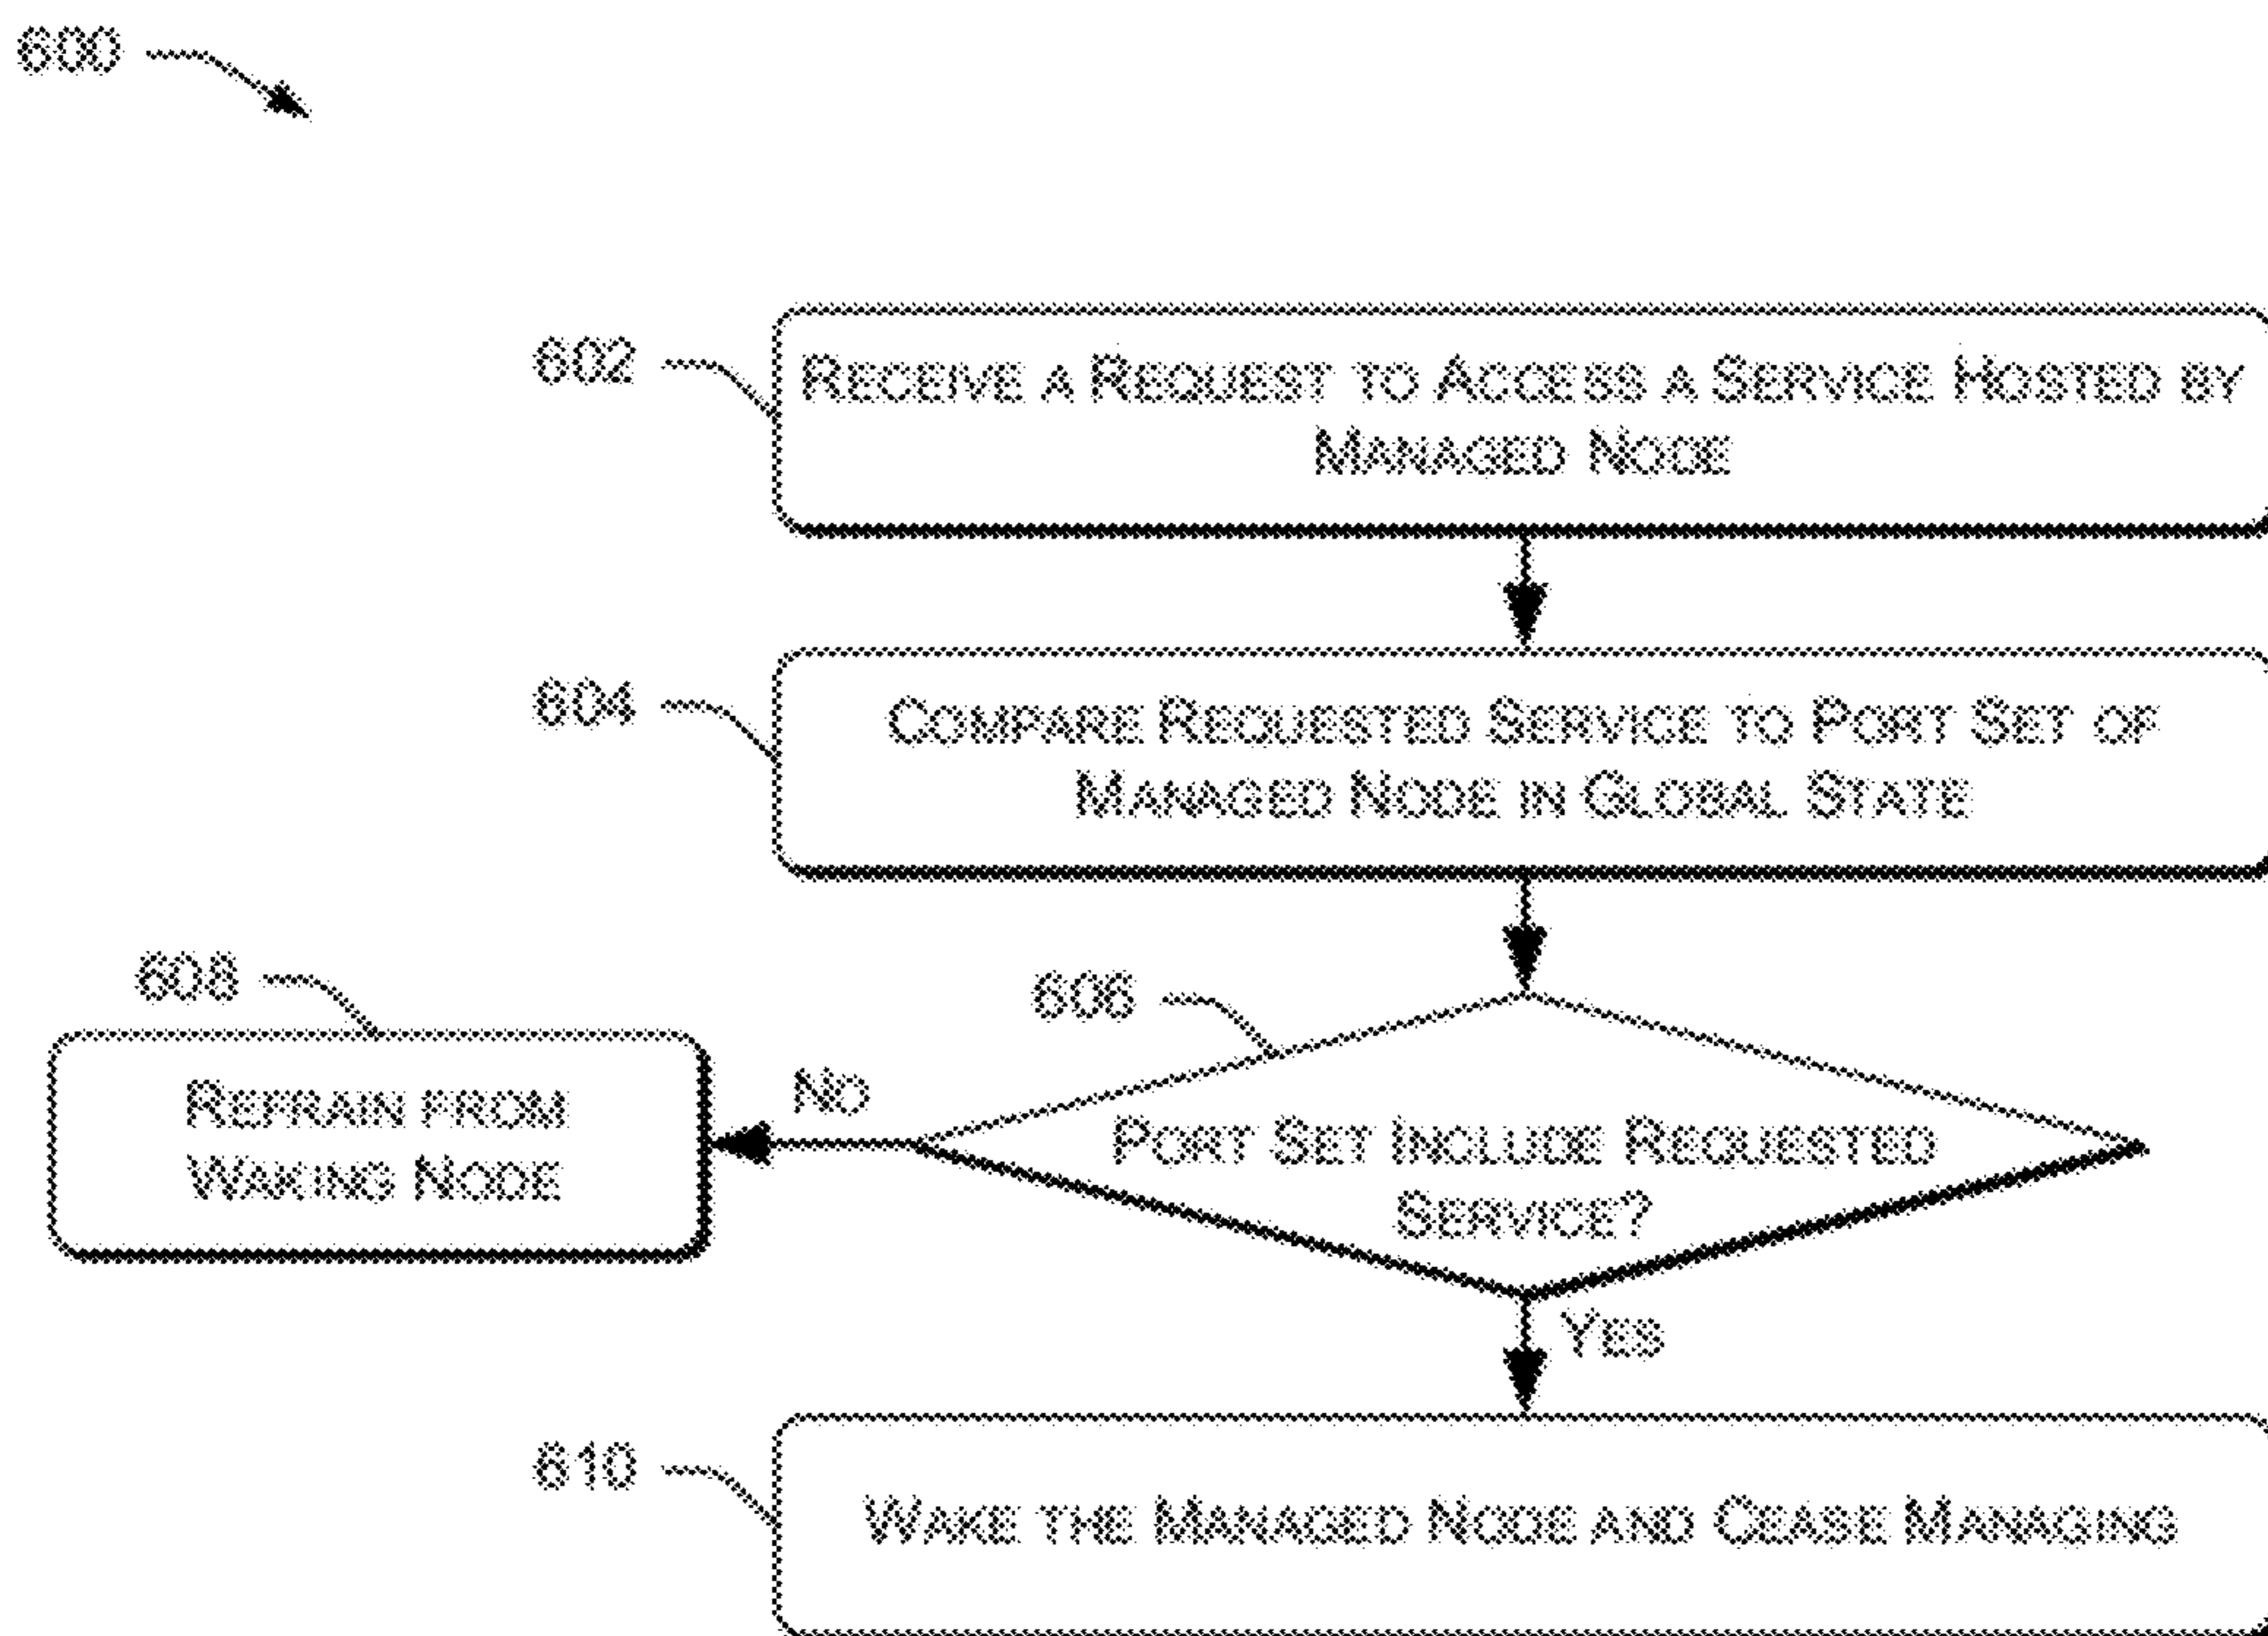 600
602
RECEIVE A REQUEST TO ACCESS A SERVICE HOSTED BY
MANAGED NODE
604
COMPARE REQUESTED SERVICE TO PORT SET OF
MANAGED NODE IN GLOBAL STATE
606
PORT SET INCLUDE REQUESTED
SERVICE?
NO
608
REFRAIN FROM
WAKING NODE
YES
610
WAKE THE MANAGED NODE AND CEASE MANAGING